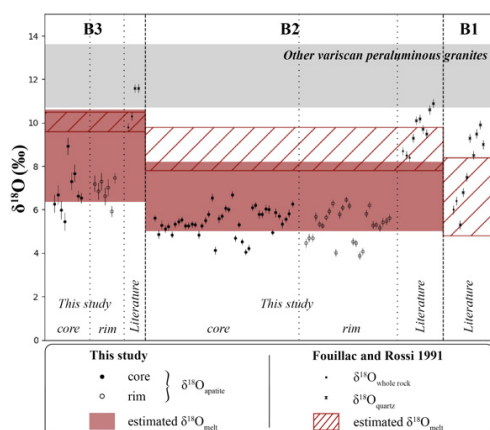 B3 B2 B1
Other variscan peraluminous granites
δ¹⁸O (‰)
14
12
10
8
6
4
2
0
This study
core rim Literature
This study
core rim Literature
Literature
This study
core
rim
δ¹⁸Oapatite
estimated δ¹⁸Omelt
Fouillac and Rossi 1991
δ¹⁸Owhole rock
δ¹⁸Oquartz
estimated δ¹⁸Omelt